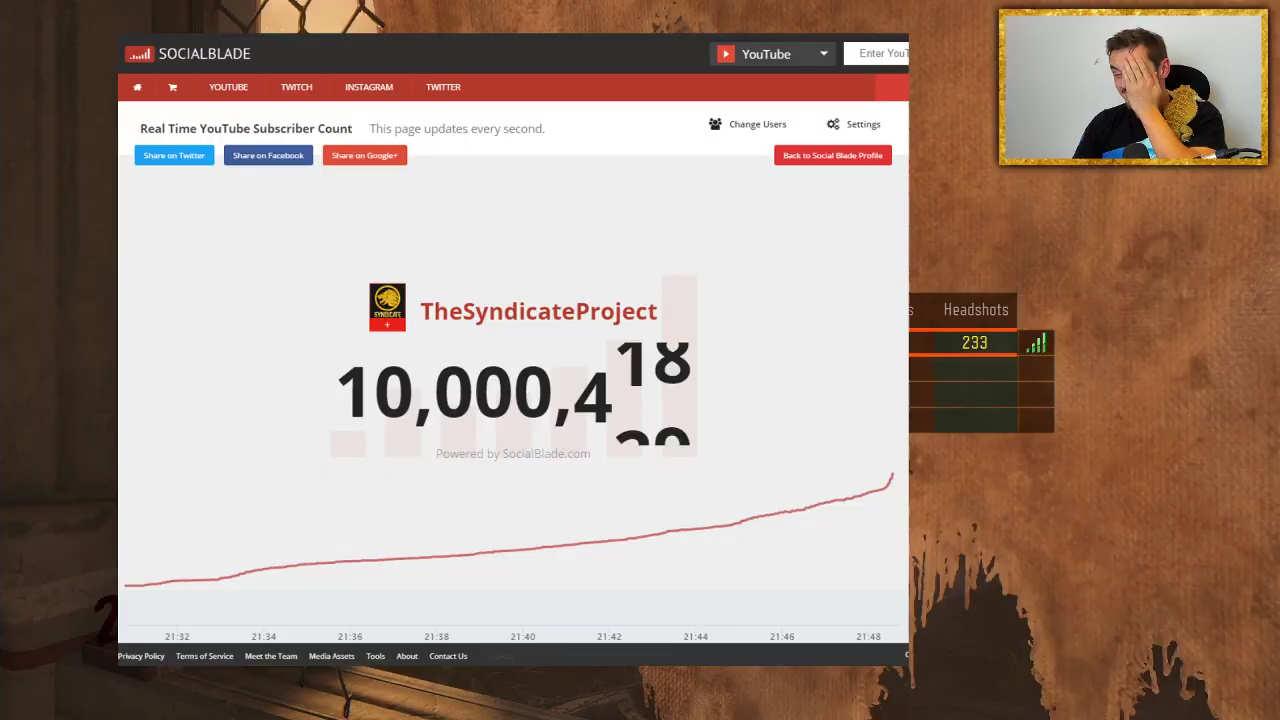 SOCIALBLADE
YouTube
Enter YouT
YOUTUBE TWITCH INSTAGRAM TWITTER
Real Time YouTube Subscriber Count This page updates every second.
Change Users Settings
Share on Twitter Share on Facebook Share on Google+
Back to Social Blade Profile
SYNDICATE
TheSyndicateProject
10,000,418
Powered by SocialBlade.com
s Headshots
233
21:32 21:34 21:36 21:38 21:40 21:42 21:44 21:46 21:48
Privacy Policy Terms of Service Meet the Team Media Assets Tools About Contact Us